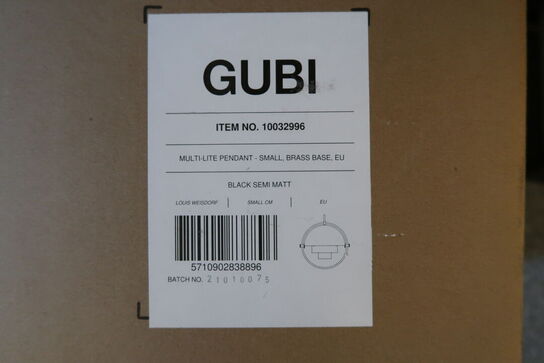 GUBI
ITEM NO. 10032996
MULTI-LITE PENDANT - SMALL, BRASS BASE, EU
BLACK SEMI MATT
LOUIS WEISDORF | SMALL CM | EU
5710902838896
BATCH NO. 21010075